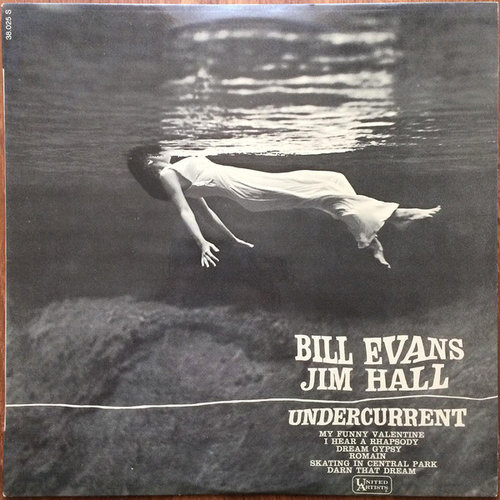 38.025 S
BILL EVANS
JIM HALL
UNDERCURRENT
MY FUNNY VALENTINE
I HEAR A RHAPSODY
DREAM GYPSY
ROMAIN
SKATING IN CENTRAL PARK
DARN THAT DREAM
UNITED
ARTISTS